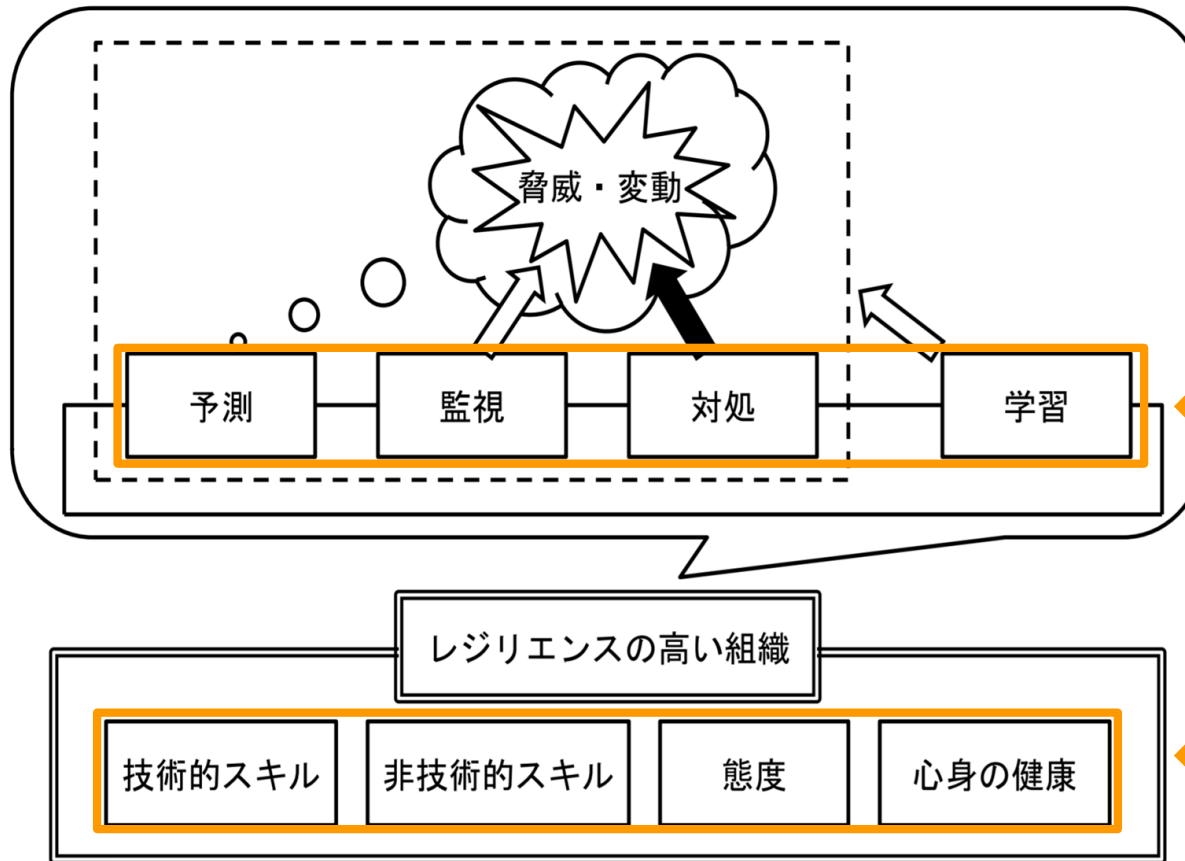 脅威・変動
予測
監視
対処
学習
レジリエンスの高い組織
技術的スキル
非技術的スキル
態度
心身の健康